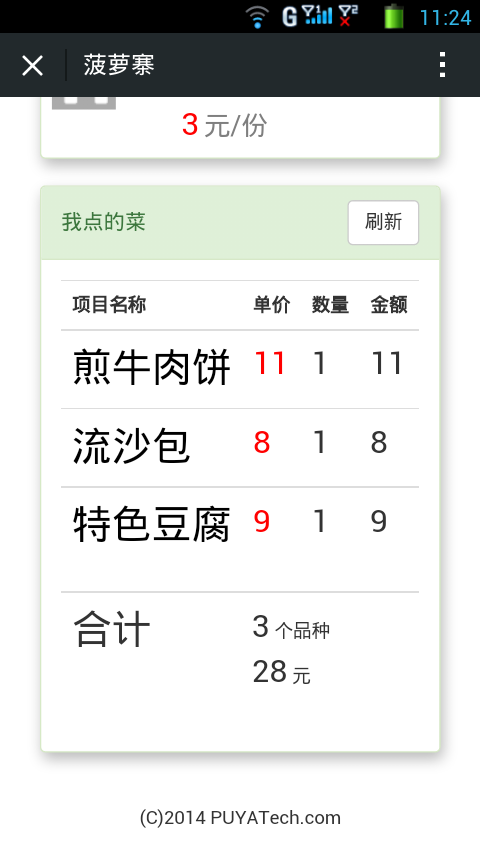 G 1 2 11:24
菠萝寨
3 元/份
我点的菜 刷新
项目名称 单价 数量 金额
煎牛肉饼 11 1 11
流沙包 8 1 8
特色豆腐 9 1 9
合计 3 个品种
28 元
(C)2014 PUYATech.com